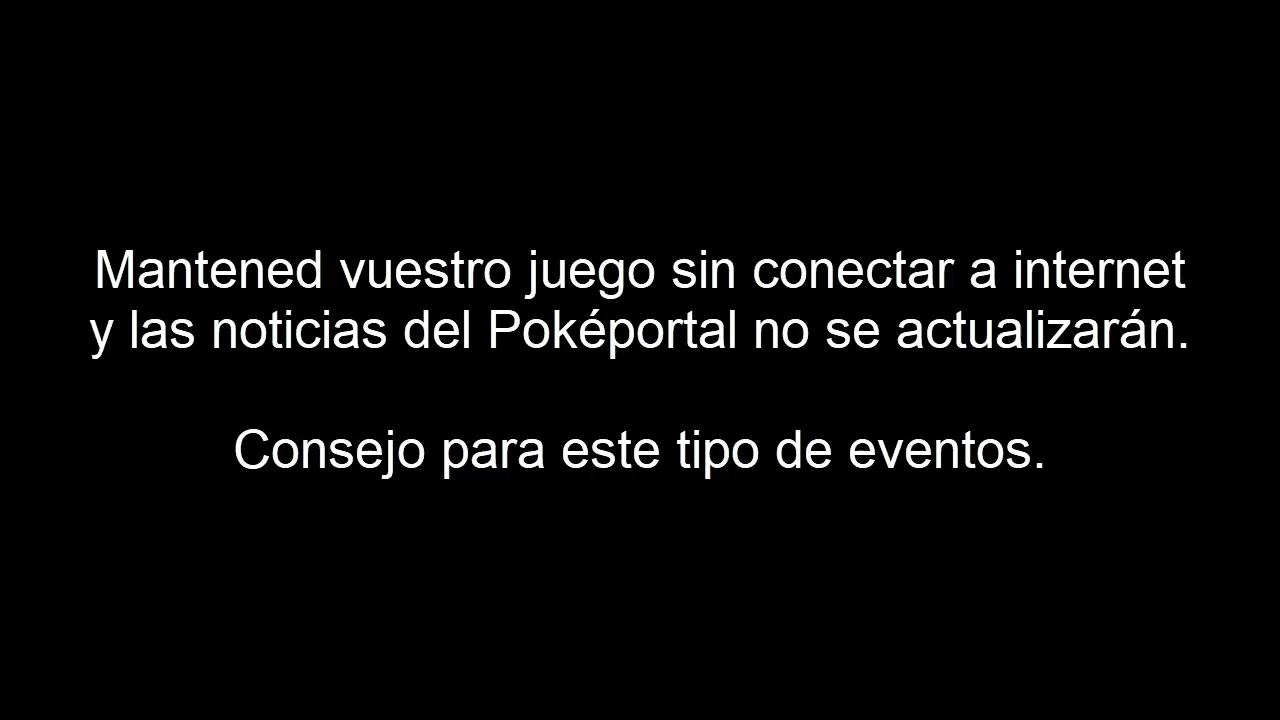 Mantened vuestro juego sin conectar a internet
y las noticias del Poképortal no se actualizarán.
Consejo para este tipo de eventos.